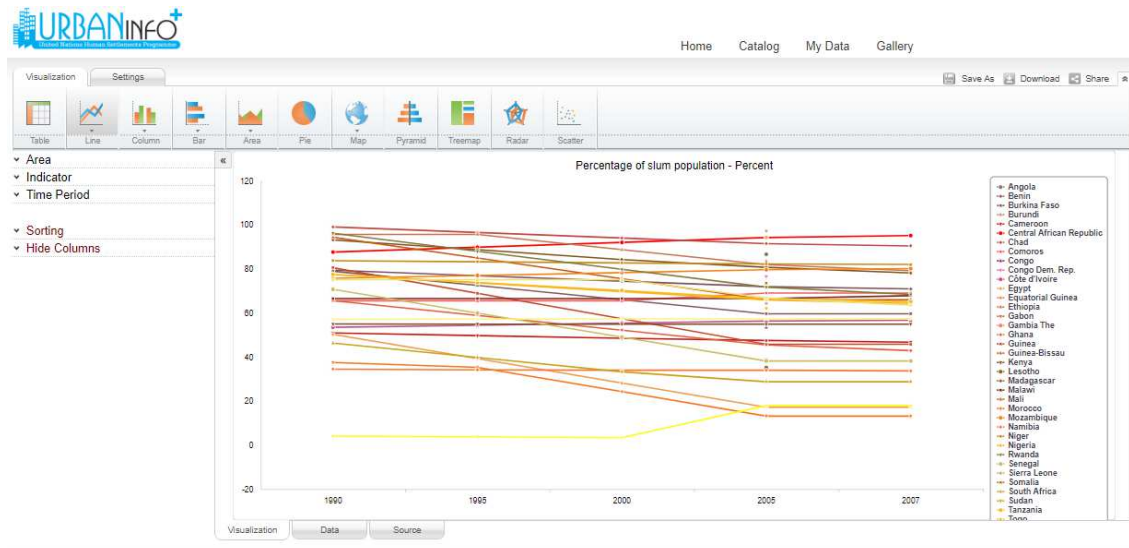 URBANINFO+
United Nations Human Settlements Programme
Home Catalog My Data Gallery
Visualization Settings
Save As Download Share
Table Line Column Bar Area Pie Map Pyramid Treemap Radar Scatter
Area
Indicator
Time Period
Sorting
Hide Columns
Percentage of slum population - Percent
120
100
80
60
40
20
0
-20
1990 1995 2000 2005 2007
Angola
Benin
Burkina Faso
Burundi
Cameroon
Central African Republic
Chad
Comoros
Congo
Congo Dem. Rep.
Côte d'Ivoire
Egypt
Equatorial Guinea
Ethiopia
Gabon
Gambia The
Ghana
Guinea
Guinea-Bissau
Kenya
Lesotho
Madagascar
Malawi
Mali
Morocco
Mozambique
Namibia
Niger
Nigeria
Rwanda
Senegal
Sierra Leone
Somalia
South Africa
Sudan
Tanzania
Togo
Visualization Data Source